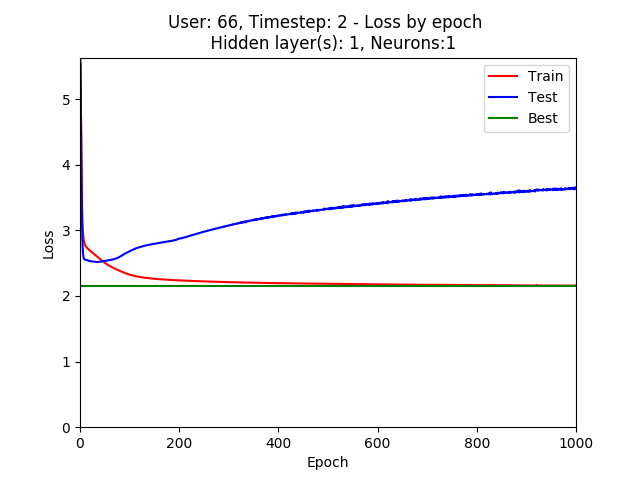 User: 66, Timestep: 2 - Loss by epoch
Hidden layer(s): 1, Neurons:1
Train
Test
Best
5
4
3
2
1
0
Loss
0 200 400 600 800 1000
Epoch